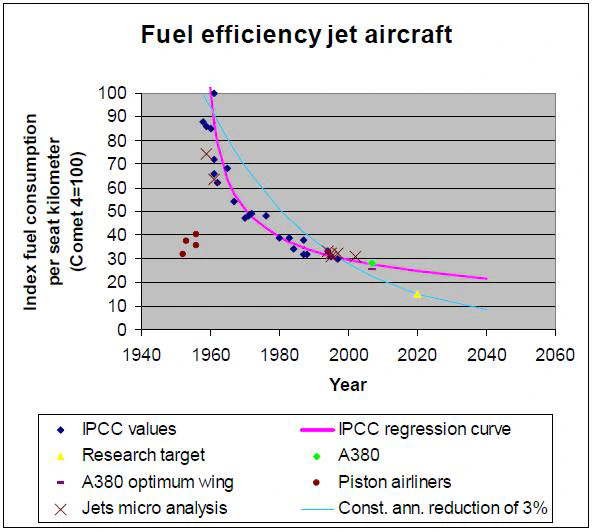 Fuel efficiency jet aircraft
Index fuel consumption
per seat kilometer
(Comet 4=100)
100
90
80
70
60
50
40
30
20
10
0
1940 1960 1980 2000 2020 2040 2060
Year
IPCC values IPCC regression curve
Research target A380
A380 optimum wing Piston airliners
Jets micro analysis Const. ann. reduction of 3%